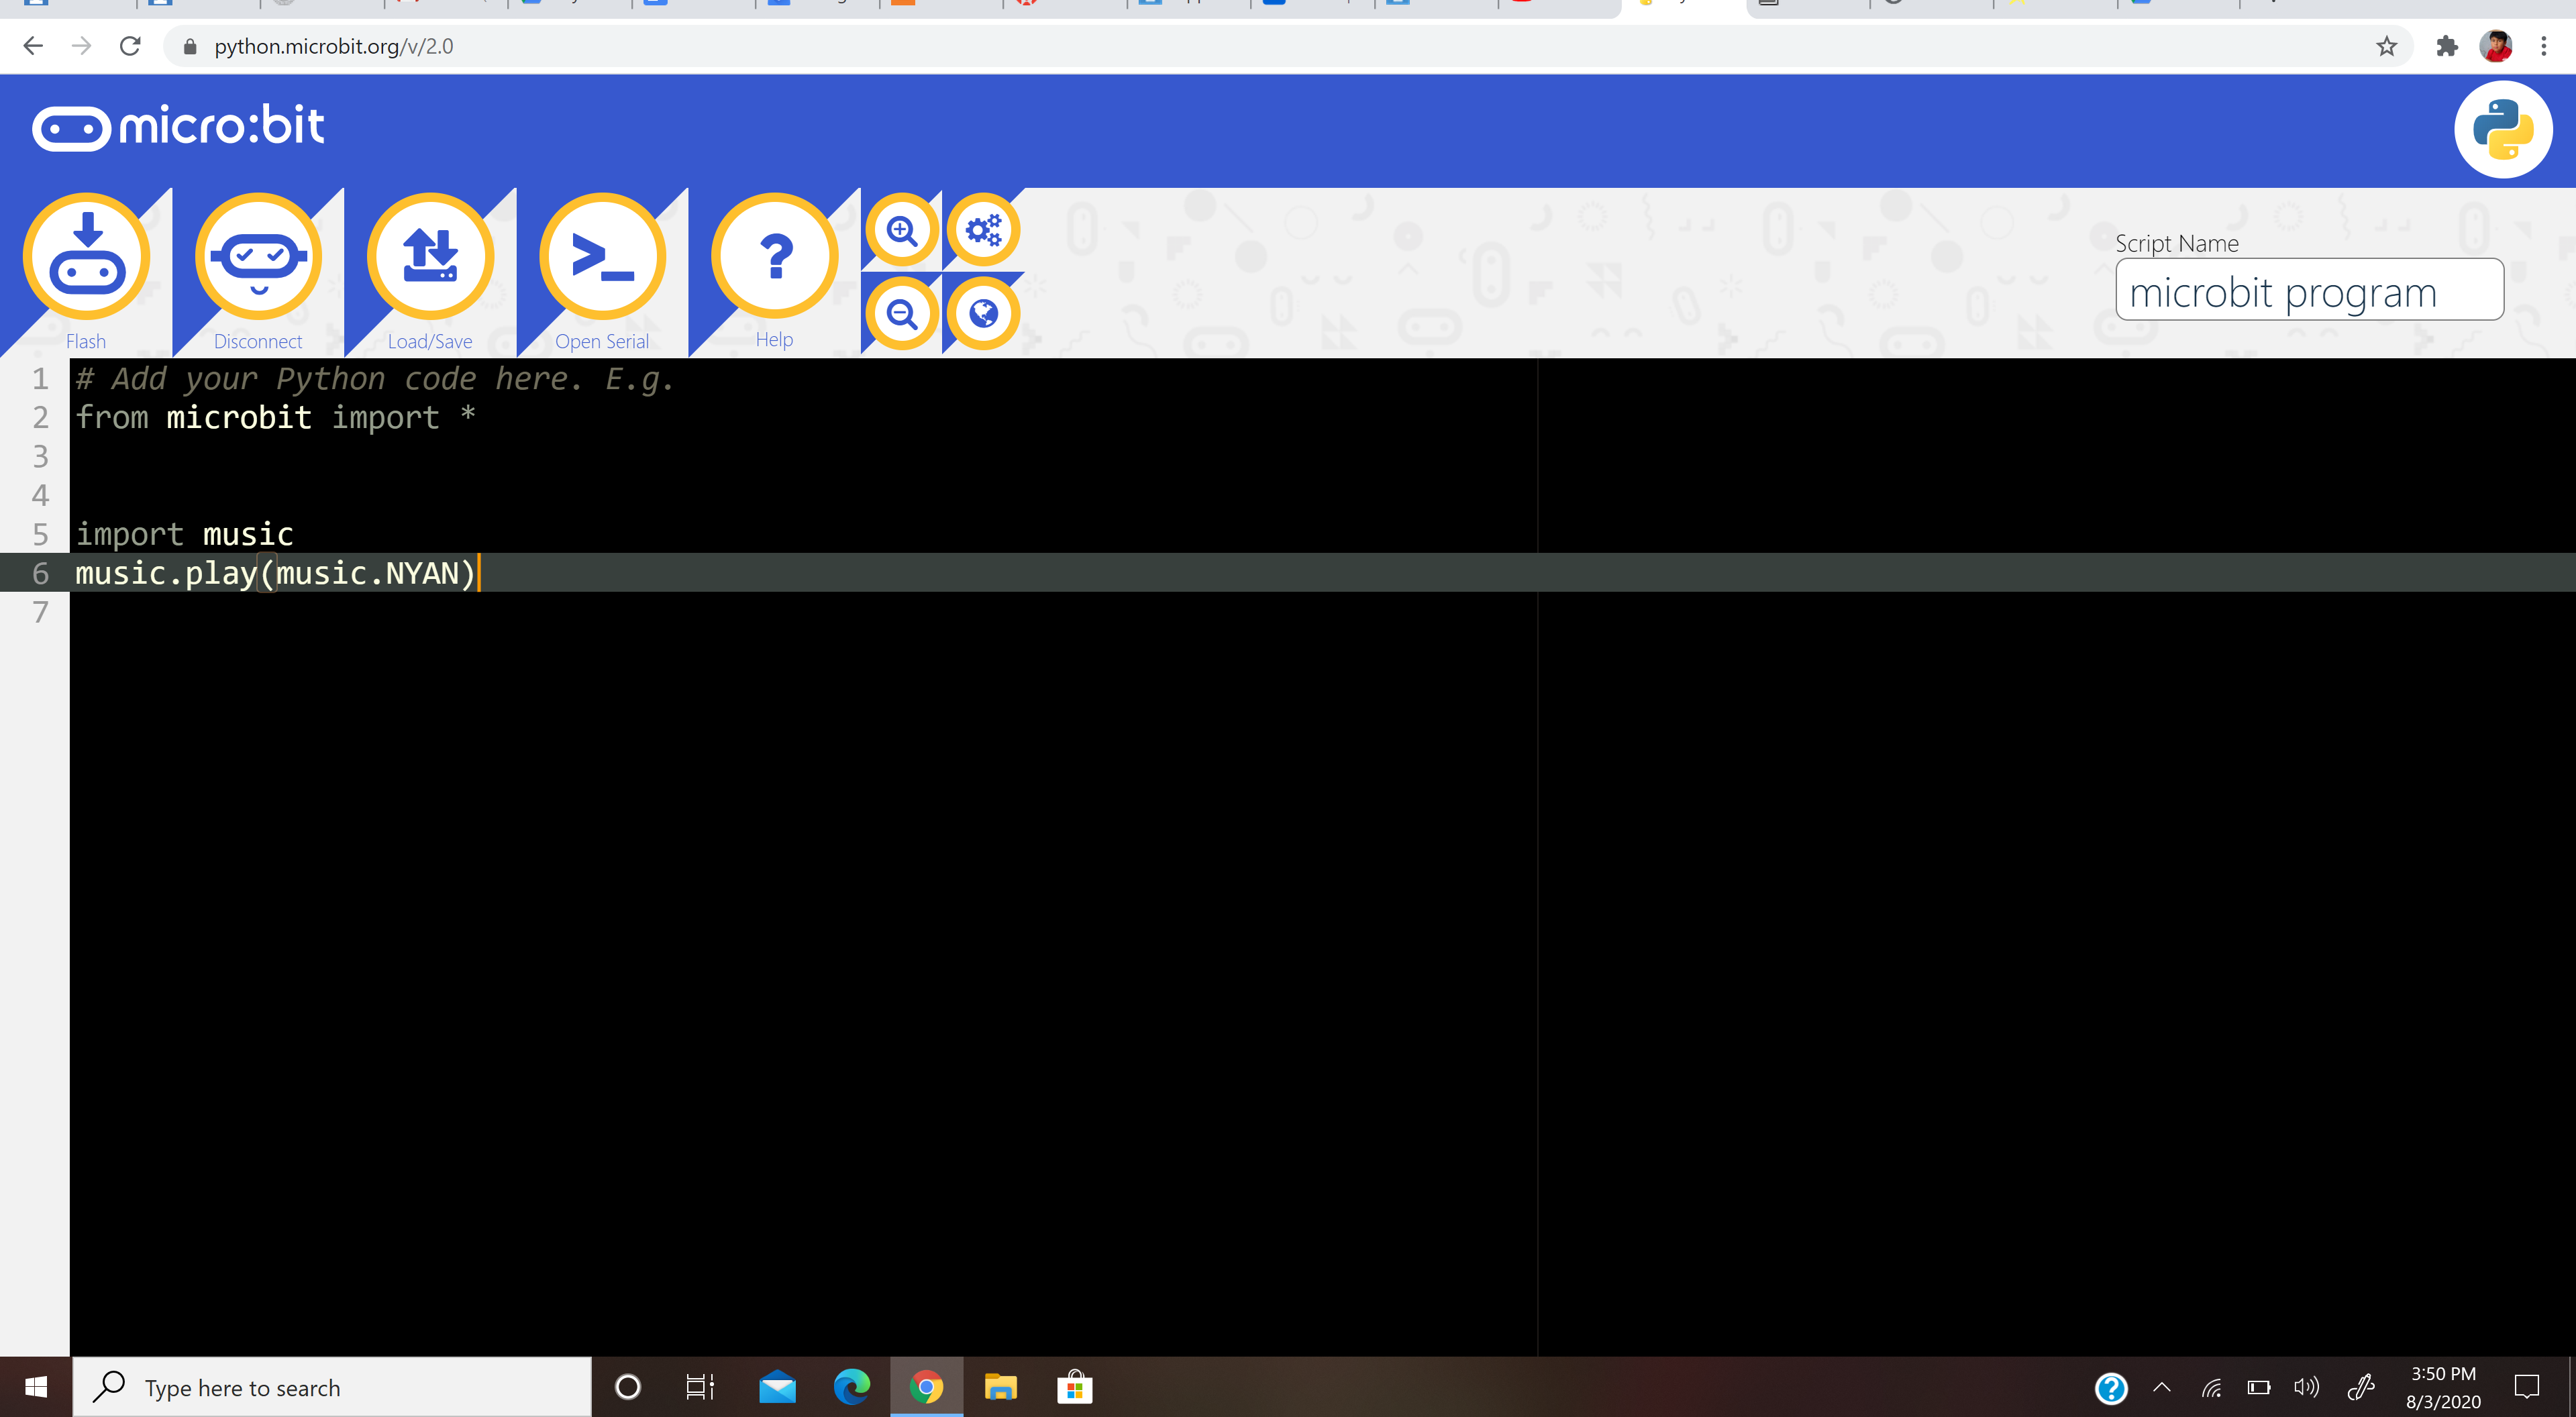 python.microbit.org/v/2.0
micro:bit
Flash
Disconnect
Load/Save
Open Serial
Help
Script Name
microbit program
1 # Add your Python code here. E.g.
2 from microbit import *
3
4
5 import music
6 music.play(music.NYAN)
7
Type here to search
3:50 PM
8/3/2020